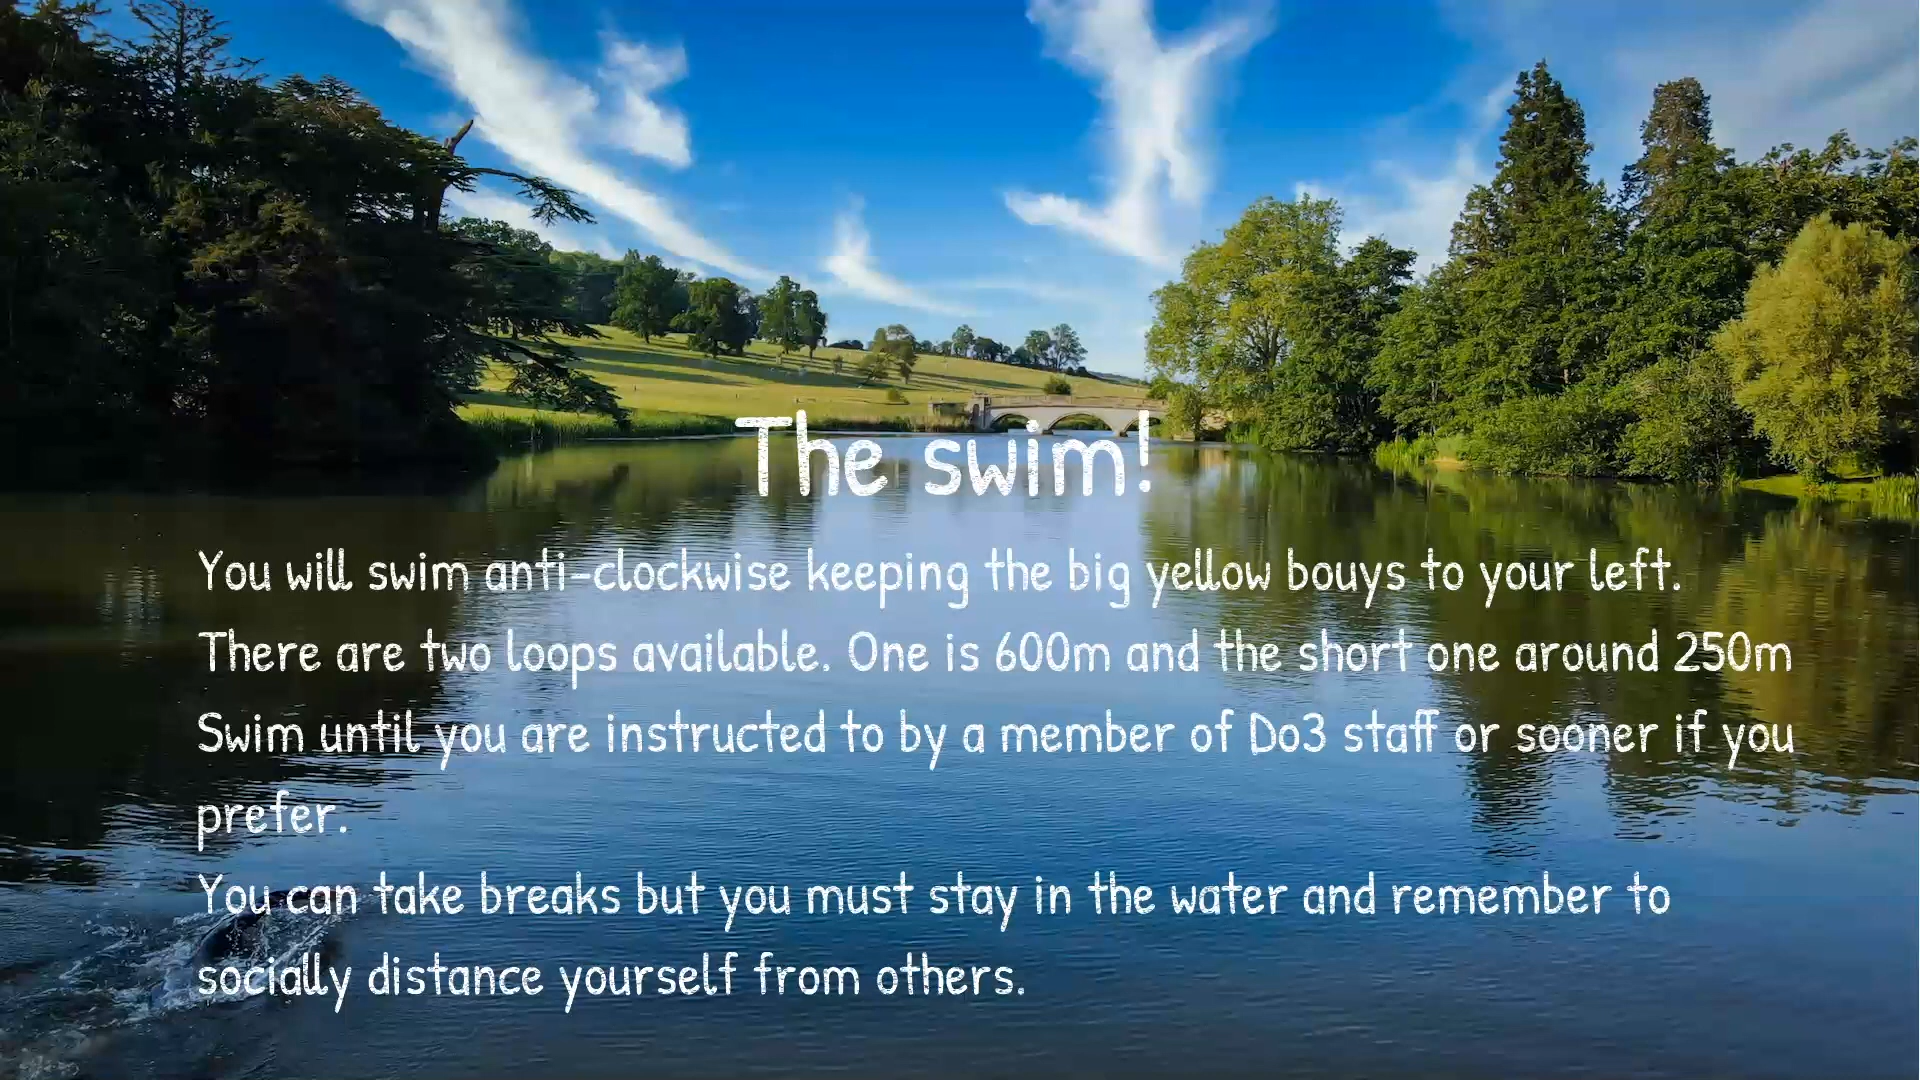 The swim!
You will swim anti-clockwise keeping the big yellow bouys to your left.
There are two loops available. One is 600m and the short one around 250m
Swim until you are instructed to by a member of Do3 staff or sooner if you
prefer.
You can take breaks but you must stay in the water and remember to
socially distance yourself from others.